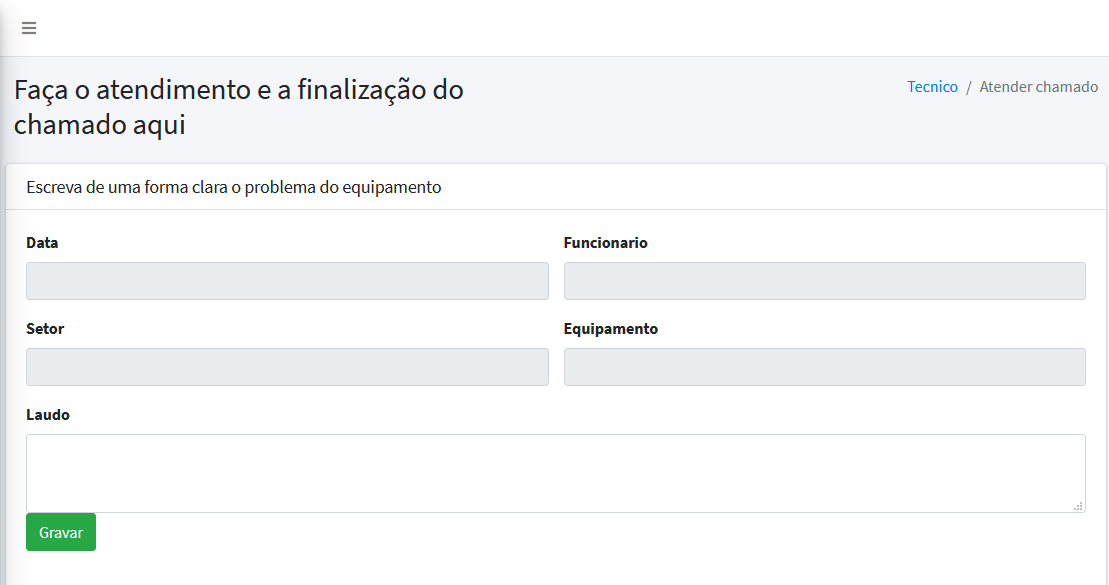 Faça o atendimento e a finalização do
chamado aqui
Tecnico / Atender chamado
Escreva de uma forma clara o problema do equipamento
Data
Funcionario
Setor
Equipamento
Laudo
Gravar